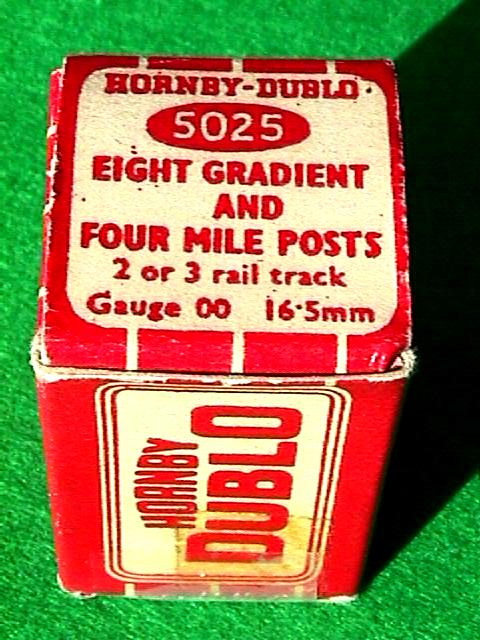 HORNBY-DUBLO
5025
EIGHT GRADIENT
AND
FOUR MILE POSTS
2 or 3 rail track
Gauge 00 16·5mm
HORNBY
DUBLO